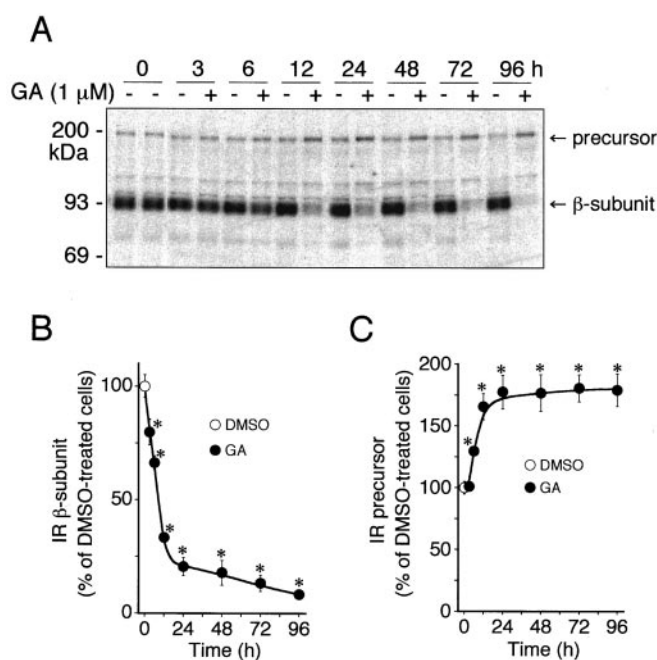 A
0 3 6 12 24 48 72 96 h
GA (1 µM) - - - + - + - + - + - + - + - +
200 -
kDa
← precursor
93 -
← β-subunit
69 -
B
IR β-subunit
(% of DMSO-treated cells)
100
50
0
* * * * * * *
○ DMSO
● GA
0 24 48 72 96
Time (h)
C
IR precursor
(% of DMSO-treated cells)
200
150
100
50
0
* * * * * *
○ DMSO
● GA
0 24 48 72 96
Time (h)